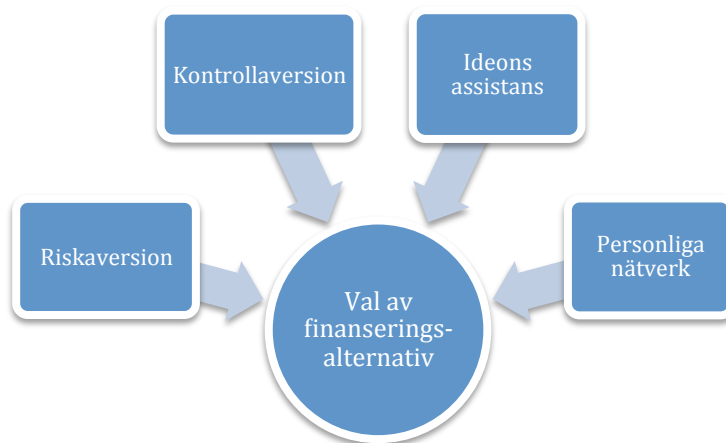 Kontrollaversion
Ideons
assistans
Riskaversion
Personliga
nätverk
Val av
finanserings-
alternativ